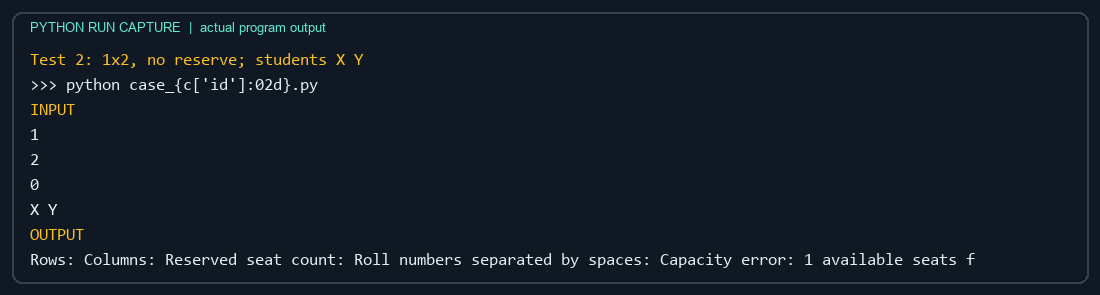 PYTHON RUN CAPTURE | actual program output
Test 2: 1x2, no reserve; students X Y
>>> python case_{c['id']:02d}.py
INPUT
1
2
0
X Y
OUTPUT
Rows: Columns: Reserved seat count: Roll numbers separated by spaces: Capacity error: 1 available seats f